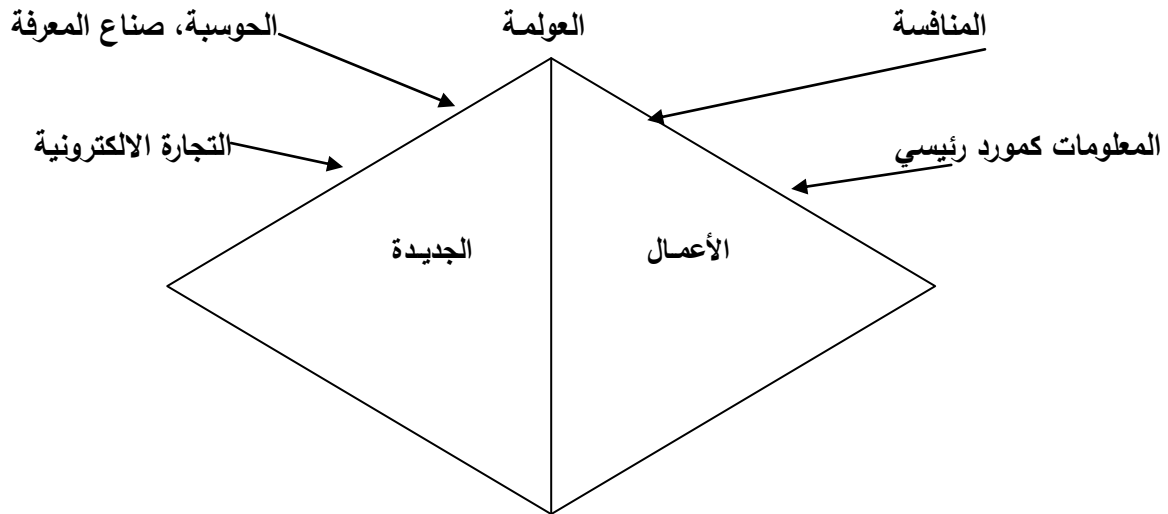 المنافسة
العولمة
الحوسبة، صناع المعرفة
المعلومات كمورد رئيسي
التجارة الالكترونية
الأعمال
الجديدة